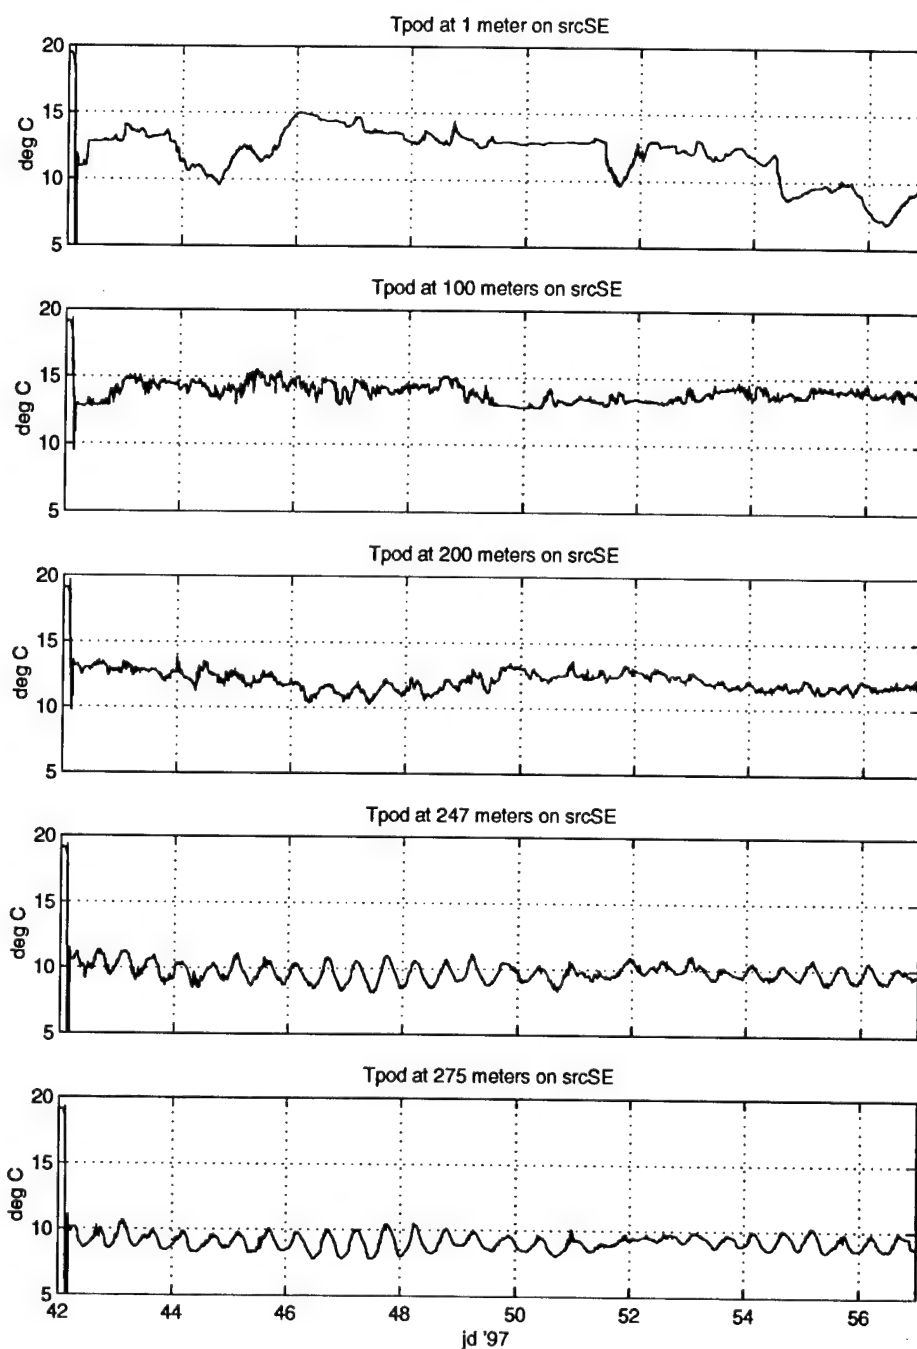 Tpod at 1 meter on srcSE
20
15
10
5
deg C
Tpod at 100 meters on srcSE
20
15
10
5
deg C
Tpod at 200 meters on srcSE
20
15
10
5
deg C
Tpod at 247 meters on srcSE
20
15
10
5
deg C
Tpod at 275 meters on srcSE
20
15
10
5
deg C
42 44 46 48 50 52 54 56
jd '97